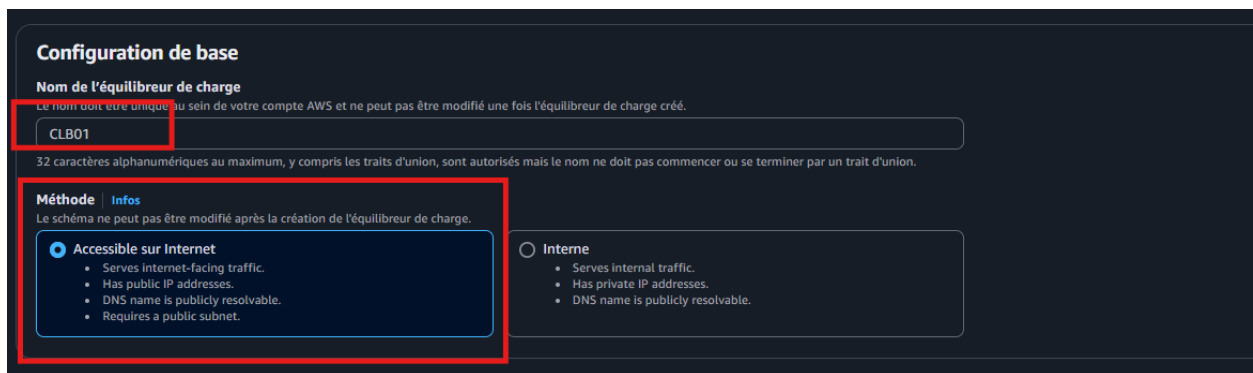 Configuration de base
Nom de l'équilibreur de charge
Le nom doit être unique au sein de votre compte AWS et ne peut pas être modifié une fois l'équilibreur de charge créé.
CLB01
32 caractères alphanumériques au maximum, y compris les traits d'union, sont autorisés mais le nom ne doit pas commencer ou se terminer par un trait d'union.
Méthode | Infos
Le schéma ne peut pas être modifié après la création de l'équilibreur de charge.
Accessible sur Internet
• Serves internet-facing traffic.
• Has public IP addresses.
• DNS name is publicly resolvable.
• Requires a public subnet.
Interne
• Serves internal traffic.
• Has private IP addresses.
• DNS name is publicly resolvable.